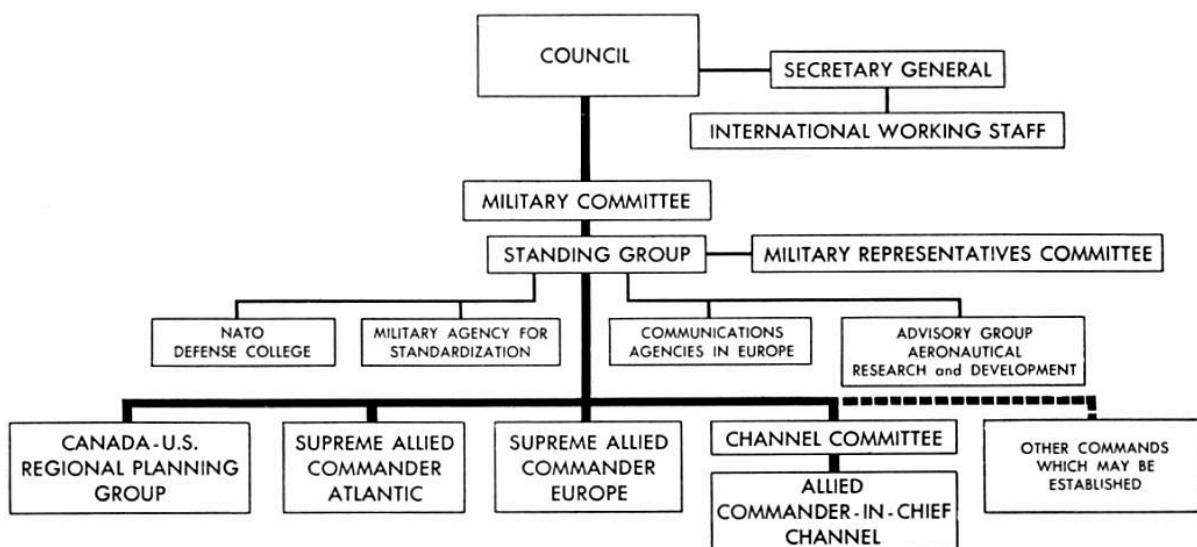 COUNCIL
SECRETARY GENERAL
INTERNATIONAL WORKING STAFF
MILITARY COMMITTEE
STANDING GROUP
MILITARY REPRESENTATIVES COMMITTEE
NATO
DEFENSE COLLEGE
MILITARY AGENCY FOR
STANDARDIZATION
COMMUNICATIONS
AGENCIES IN EUROPE
ADVISORY GROUP
AERONAUTICAL
RESEARCH and DEVELOPMENT
CANADA-U.S.
REGIONAL PLANNING
GROUP
SUPREME ALLIED
COMMANDER
ATLANTIC
SUPREME ALLIED
COMMANDER
EUROPE
CHANNEL COMMITTEE
ALLIED
COMMANDER-IN-CHIEF
CHANNEL
OTHER COMMANDS
WHICH MAY BE
ESTABLISHED